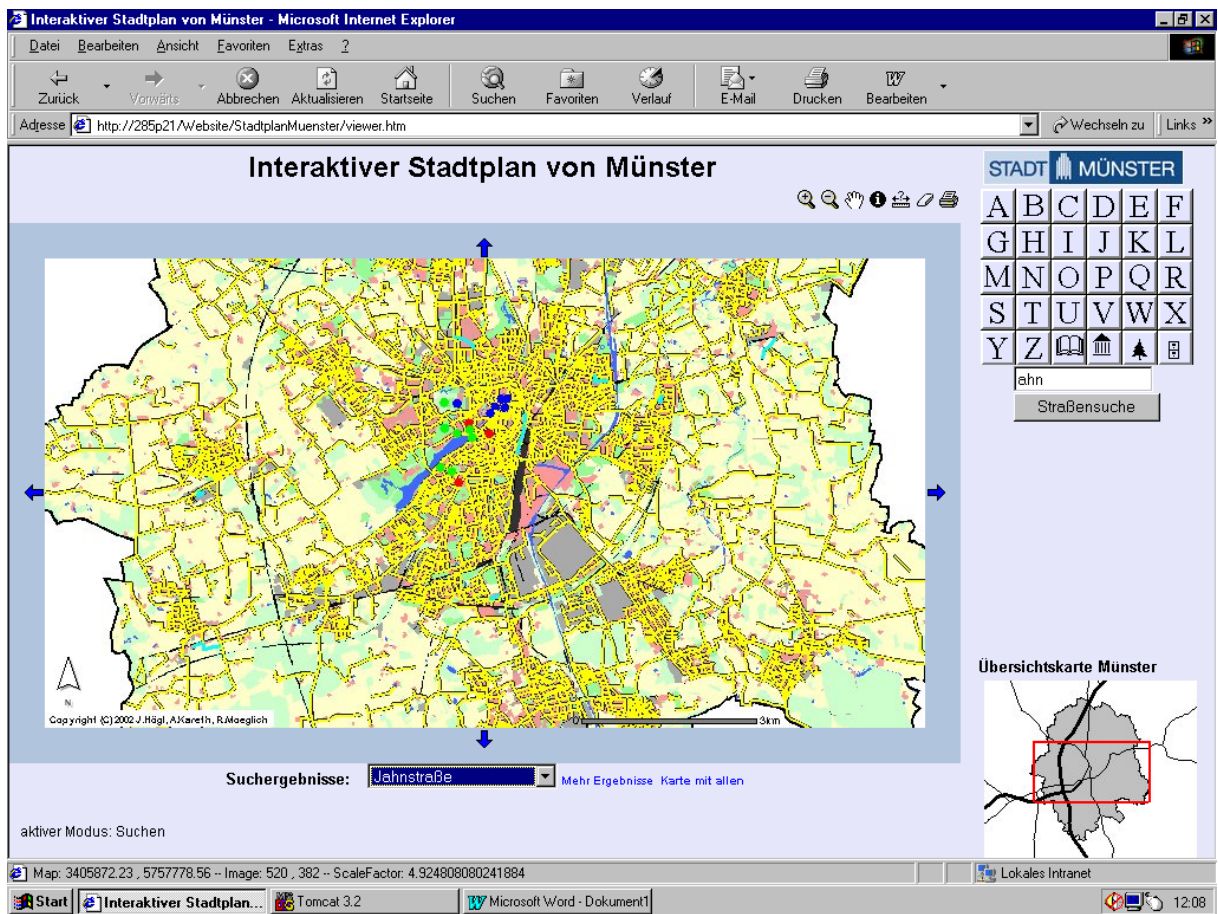 Interaktiver Stadtplan von Münster - Microsoft Internet Explorer
Datei Bearbeiten Ansicht Favoriten Extras ?
Zurück Vorwärts Abbrechen Aktualisieren Startseite Suchen Favoriten Verlauf E-Mail Drucken Bearbeiten
Adresse http://285p21/Website/StadtplanMuenster/viewer.htm Wechseln zu Links »
Interaktiver Stadtplan von Münster
STADT MÜNSTER
A B C D E F
G H I J K L
M N O P Q R
S T U V W X
Y Z
ahn
Straßensuche
N
Copyright (C) 2002 J.Högl, A.Kareth, R.Moeglich
0 3km
Übersichtskarte Münster
Suchergebnisse: Jahnstraße Mehr Ergebnisse Karte mit allen
aktiver Modus: Suchen
Map: 3405872.23 , 5757778.56 -- Image: 520 , 382 -- ScaleFactor: 4.924808080241884
Lokales Intranet
Start Interaktiver Stadtplan... Tomcat 3.2 Microsoft Word - Dokument1 12:08